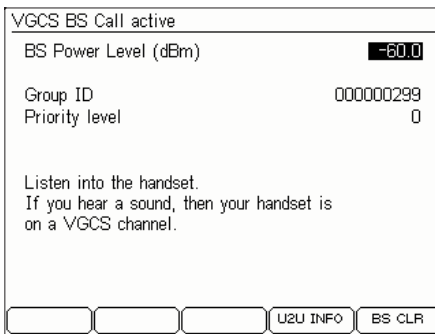 VGCS BS Call active
BS Power Level (dBm) -60.0
Group ID 000000299
Priority level 0
Listen into the handset.
If you hear a sound, then your handset is
on a VGCS channel.
U2U INFO BS CLR